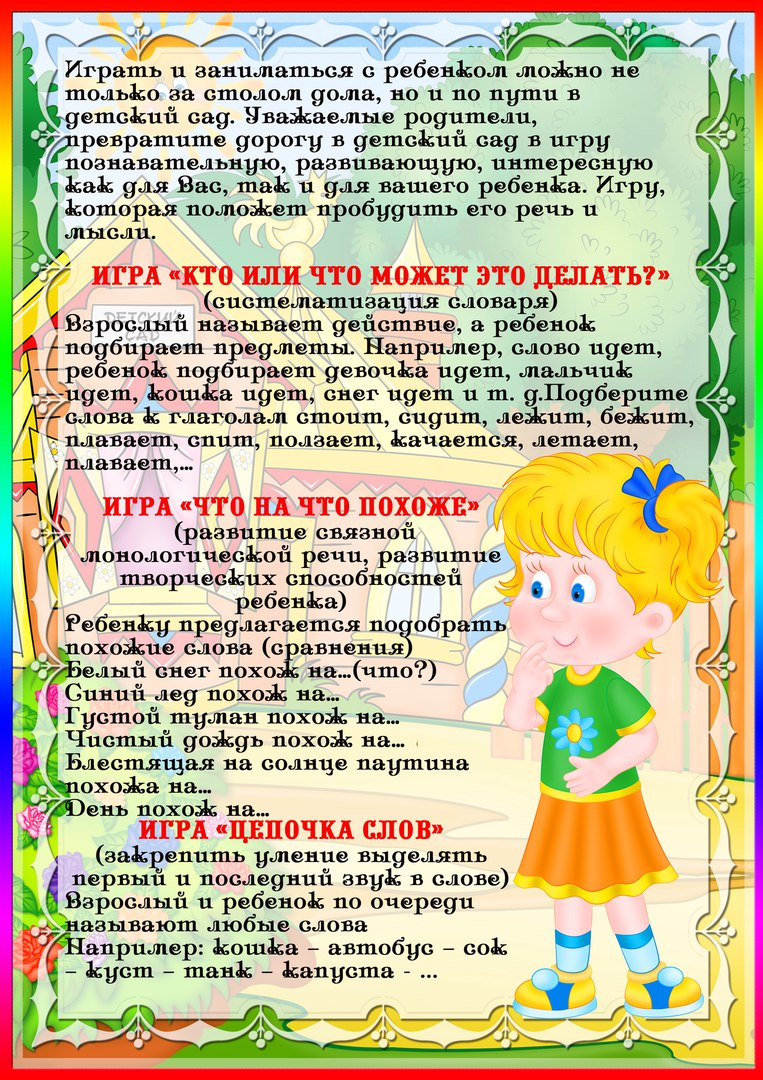 Играть и заниматься с ребенком можно не
только за столом дома, но и по пути в
детский сад. Уважаемые родители,
превратите дорогу в детский сад в игру
познавательную, развивающую, интересную
как для Вас, так и для вашего ребенка. Игру,
которая поможет пробудить его речь и
мысли.
ИГРА «КТО ИЛИ ЧТО МОЖЕТ ЭТО ДЕЛАТЬ?»
(систематизация словаря)
Взрослый называет действие, а ребенок
подбирает предметы. Например, слово идет,
ребенок подбирает девочка идет, мальчик
идет, кошка идет, снег идет и т. д.Подберите
слова к глаголам стоит, сидит, лежит, бежит,
плавает, спит, ползает, качается, летает,
плавает,...
ДЕТСКИЙ
САД
ИГРА «ЧТО НА ЧТО ПОХОЖЕ»
(развитие связной
монологической речи, развитие
творческих способностей
ребенка)
Ребенку предлагается подобрать
похожие слова (сравнения)
Белый снег похож на...(что?)
Синий лед похож на...
Густой туман похож на...
Чистый дождь похож на...
Блестящая на солнце паутина
похожа на...
День похож на...
ИГРА «ЦЕПОЧКА СЛОВ»
(закрепить умение выделять
первый и последний звук в слове)
Взрослый и ребенок по очереди
называют любые слова
Например: кошка – автобус – сок
– куст – танк – капуста - ...